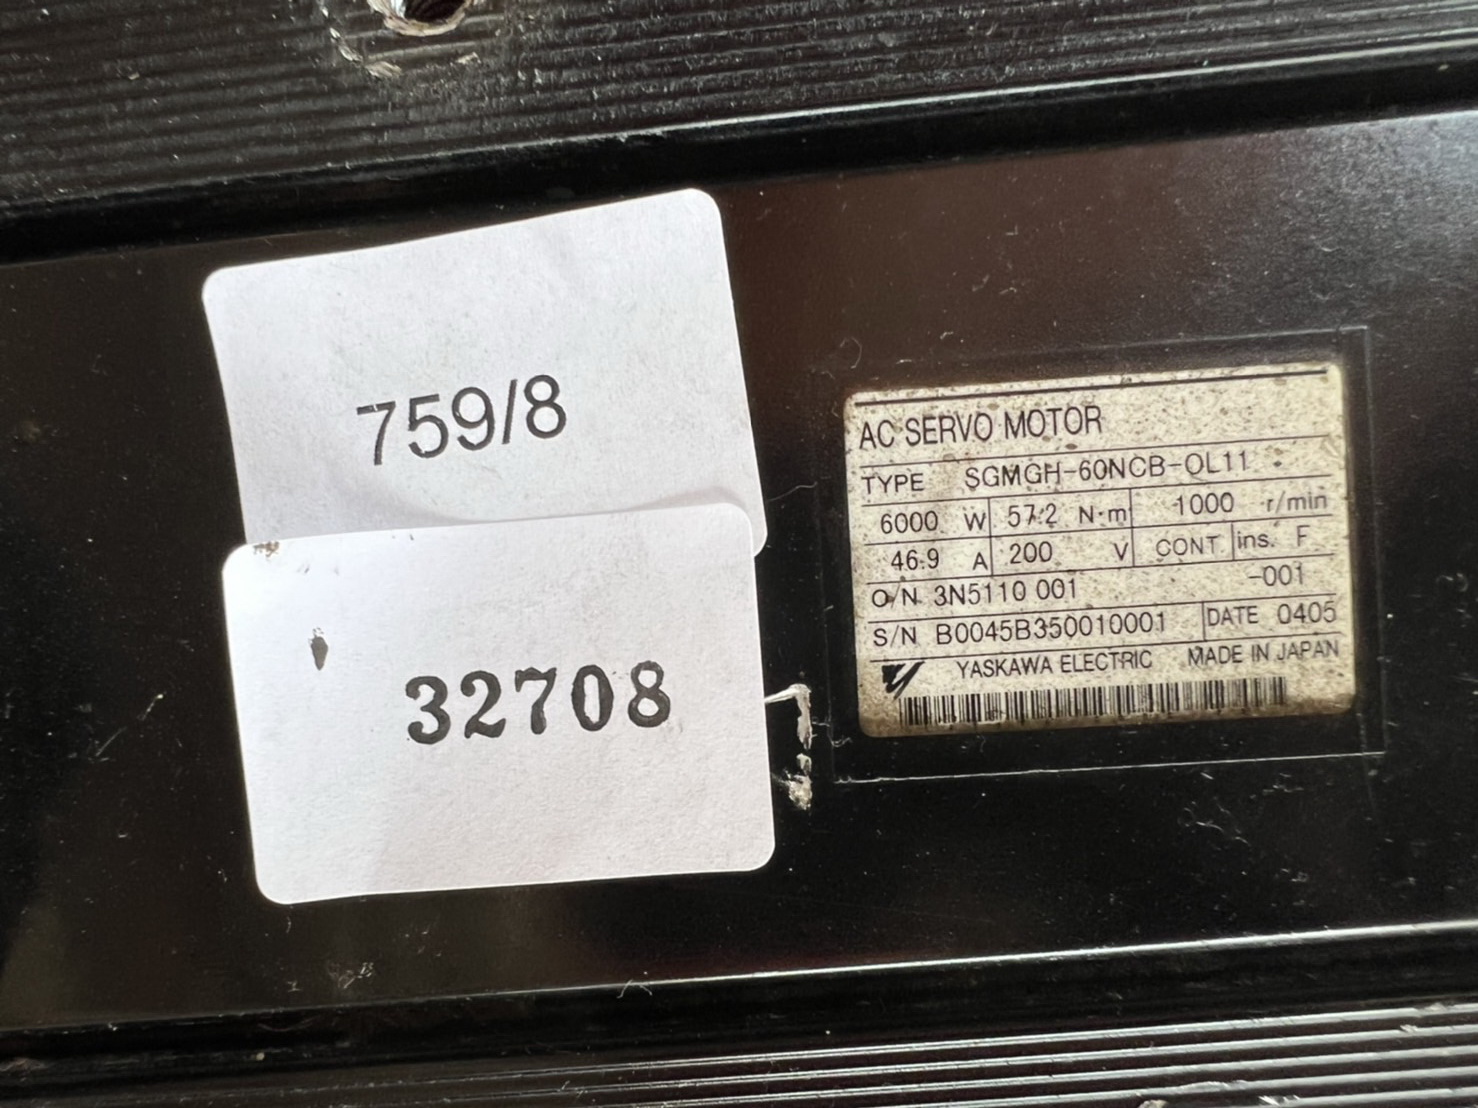 759/8
32708
AC SERVO MOTOR
TYPE SGMGH-60NCB-OL11
6000 W 57.2 N·m 1000 r/min
46.9 A 200 V CONT ins. F
O/N 3N5110 001 -001
S/N B0045B350010001 DATE 0405
YASKAWA ELECTRIC MADE IN JAPAN